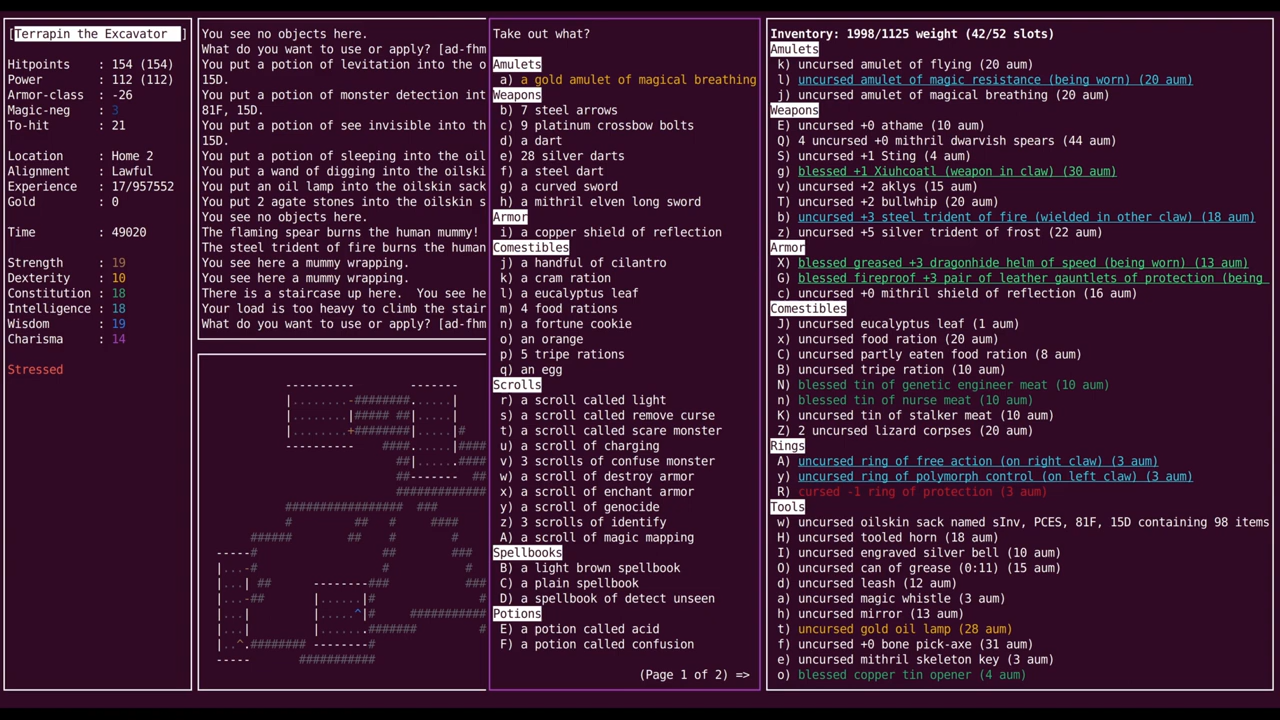 [Terrapin the Excavator ]
Hitpoints : 154 (154)
Power : 112 (112)
Armor-class : -26
Magic-neg : 3
To-hit : 21
Location : Home 2
Alignment : Lawful
Experience : 17/957552
Gold : 0
Time : 49020
Strength : 19
Dexterity : 10
Constitution : 18
Intelligence : 18
Wisdom : 19
Charisma : 14
Stressed
You see no objects here.
What do you want to use or apply? [ad-fhm
You put a potion of levitation into the o
15D.
You put a potion of monster detection int
81F, 15D.
You put a potion of see invisible into th
15D.
You put a potion of sleeping into the oil
You put a wand of digging into the oilski
You put an oil lamp into the oilskin sack
You put 2 agate stones into the oilskin s
You see no objects here.
The flaming spear burns the human mummy!
The steel trident of fire burns the human
You see here a mummy wrapping.
You see here a mummy wrapping.
There is a staircase up here.  You see he
Your load is too heavy to climb the stair
What do you want to use or apply? [ad-fhm
Take out what?
Amulets
a) a gold amulet of magical breathing
Weapons
b) 7 steel arrows
c) 9 platinum crossbow bolts
d) a dart
e) 28 silver darts
f) a steel dart
g) a curved sword
h) a mithril elven long sword
Armor
i) a copper shield of reflection
Comestibles
j) a handful of cilantro
k) a cram ration
l) a eucalyptus leaf
m) 4 food rations
n) a fortune cookie
o) an orange
p) 5 tripe rations
q) an egg
Scrolls
r) a scroll called light
s) a scroll called remove curse
t) a scroll called scare monster
u) a scroll of charging
v) 3 scrolls of confuse monster
w) a scroll of destroy armor
x) a scroll of enchant armor
y) a scroll of genocide
z) 3 scrolls of identify
A) a scroll of magic mapping
Spellbooks
B) a light brown spellbook
C) a plain spellbook
D) a spellbook of detect unseen
Potions
E) a potion called acid
F) a potion called confusion
(Page 1 of 2) =>
Inventory: 1998/1125 weight (42/52 slots)
Amulets
k) uncursed amulet of flying (20 aum)
l) uncursed amulet of magic resistance (being worn) (20 aum)
j) uncursed amulet of magical breathing (20 aum)
Weapons
E) uncursed +0 athame (10 aum)
Q) 4 uncursed +0 mithril dwarvish spears (44 aum)
S) uncursed +1 Sting (4 aum)
g) blessed +1 Xiuhcoatl (weapon in claw) (30 aum)
v) uncursed +2 aklys (15 aum)
T) uncursed +2 bullwhip (20 aum)
b) uncursed +3 steel trident of fire (wielded in other claw) (18 aum)
z) uncursed +5 silver trident of frost (22 aum)
Armor
X) blessed greased +3 dragonhide helm of speed (being worn) (13 aum)
G) blessed fireproof +3 pair of leather gauntlets of protection (being
c) uncursed +0 mithril shield of reflection (16 aum)
Comestibles
J) uncursed eucalyptus leaf (1 aum)
x) uncursed food ration (20 aum)
C) uncursed partly eaten food ration (8 aum)
B) uncursed tripe ration (10 aum)
N) blessed tin of genetic engineer meat (10 aum)
n) blessed tin of nurse meat (10 aum)
K) uncursed tin of stalker meat (10 aum)
Z) 2 uncursed lizard corpses (20 aum)
Rings
A) uncursed ring of free action (on right claw) (3 aum)
y) uncursed ring of polymorph control (on left claw) (3 aum)
R) cursed -1 ring of protection (3 aum)
Tools
w) uncursed oilskin sack named sInv, PCES, 81F, 15D containing 98 items
H) uncursed tooled horn (18 aum)
I) uncursed engraved silver bell (10 aum)
O) uncursed can of grease (0:11) (15 aum)
d) uncursed leash (12 aum)
a) uncursed magic whistle (3 aum)
h) uncursed mirror (13 aum)
t) uncursed gold oil lamp (28 aum)
f) uncursed +0 bone pick-axe (31 aum)
e) uncursed mithril skeleton key (3 aum)
o) blessed copper tin opener (4 aum)